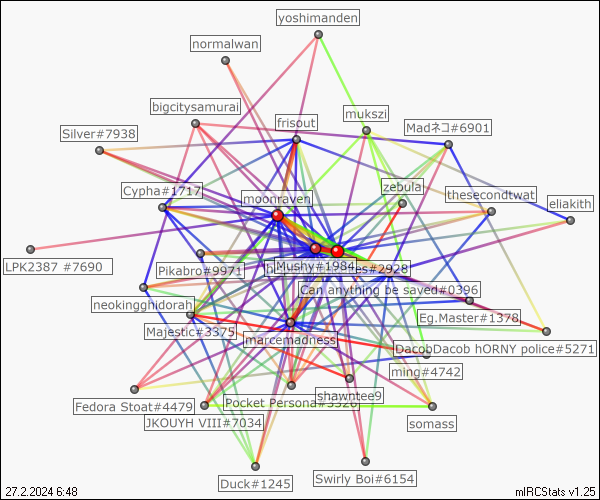 yoshimanden
normalwan
bigcitysamurai
frisout
mukszi
Silver#7938
Madネコ#6901
Cypha#1717
moonraven
zebula
thesecondtwat
eliakith
LPK2387 #7690
Pikabro#9971
Mushy#1984
es#2928
Can anything be saved#0396
neokingghidorah
Eg.Master#1378
Majestic#3375
marcemadness
DacobDacob hORNY police#5271
ming#4742
Fedora Stoat#4479
Pocket Persona#3526
shawntee9
JKOUYH VIII#7034
somass
Duck#1245
Swirly Boi#6154
27.2.2024 6:48
mIRCStats v1.25